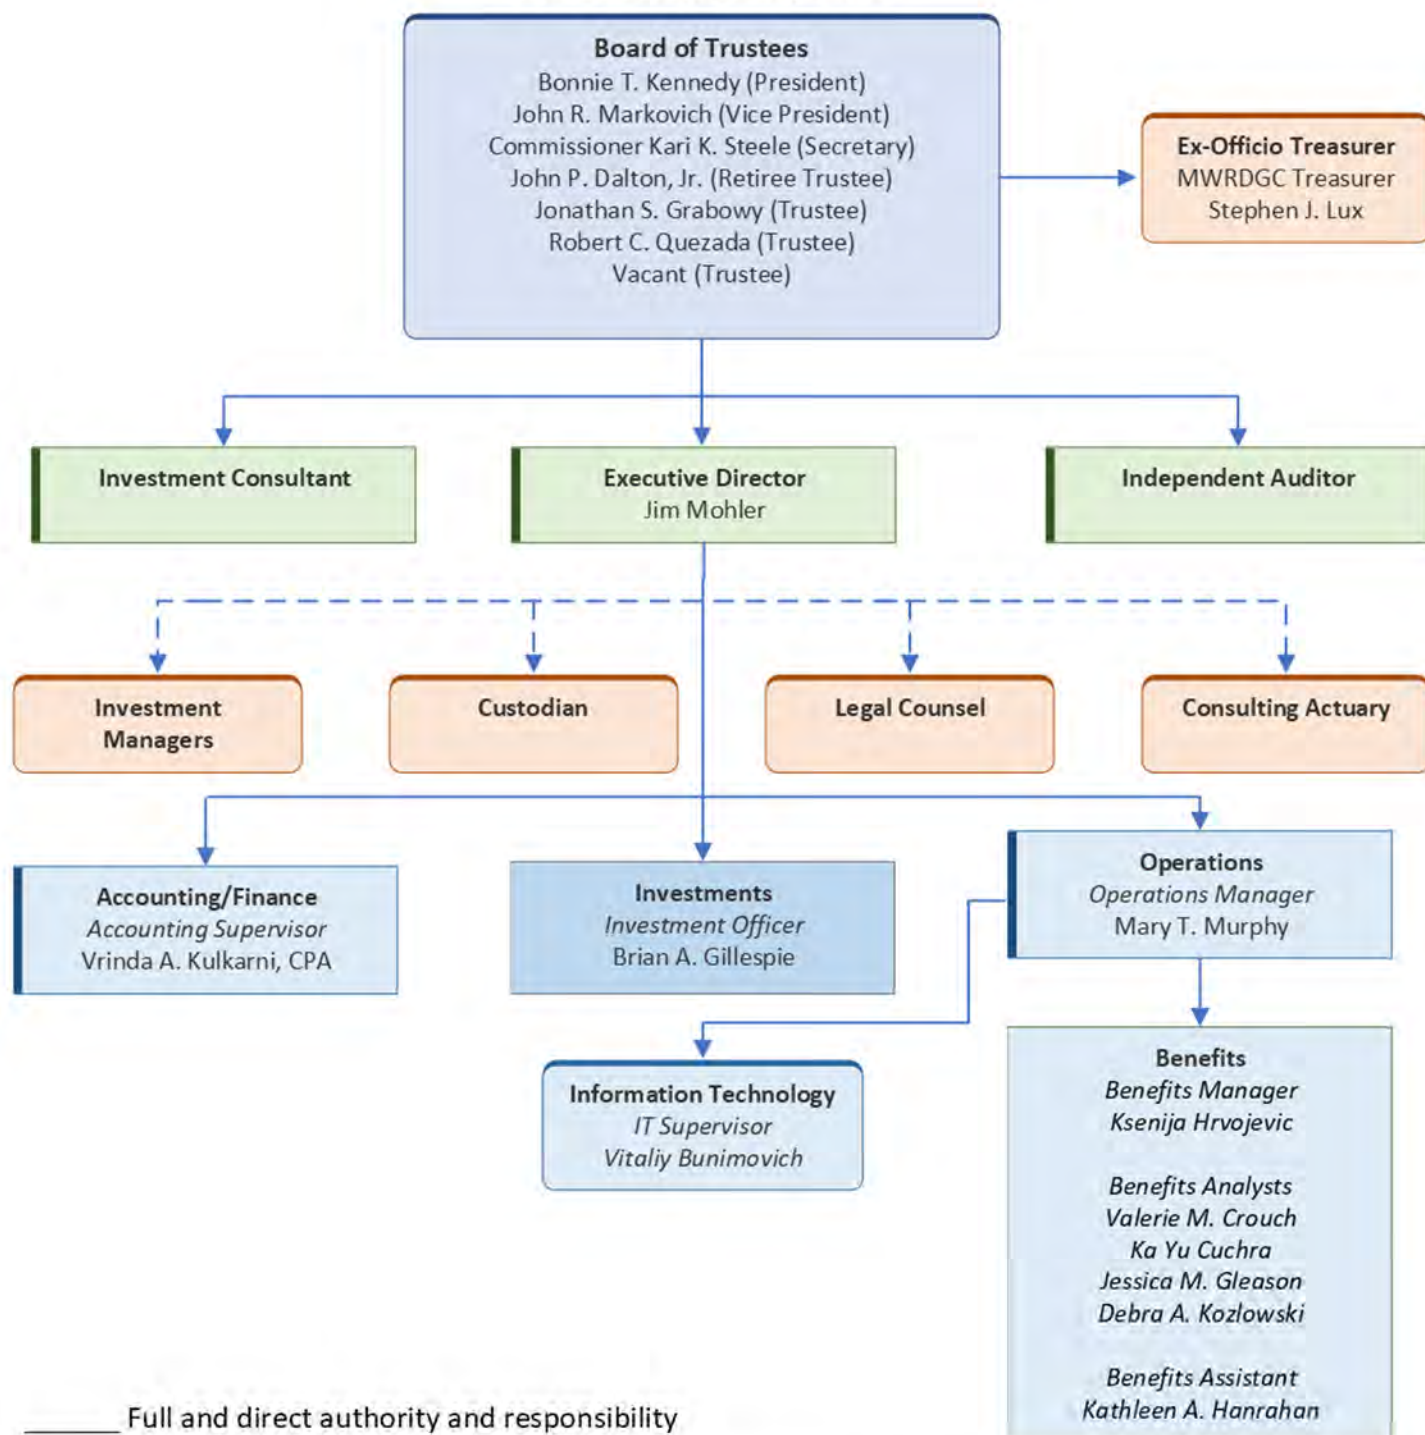 Board of Trustees
Bonnie T. Kennedy (President)
John R. Markovich (Vice President)
Commissioner Kari K. Steele (Secretary)
John P. Dalton, Jr. (Retiree Trustee)
Jonathan S. Grabowy (Trustee)
Robert C. Quezada (Trustee)
Vacant (Trustee)
Ex-Officio Treasurer
MWRDGC Treasurer
Stephen J. Lux
Investment Consultant
Executive Director
Jim Mohler
Independent Auditor
Investment
Managers
Custodian
Legal Counsel
Consulting Actuary
Accounting/Finance
Accounting Supervisor
Vrinda A. Kulkarni, CPA
Investments
Investment Officer
Brian A. Gillespie
Operations
Operations Manager
Mary T. Murphy
Information Technology
IT Supervisor
Vitaliy Bunimovich
Benefits
Benefits Manager
Ksenija Hrvojevic
Benefits Analysts
Valerie M. Crouch
Ka Yu Cuchra
Jessica M. Gleason
Debra A. Kozlowski
Benefits Assistant
Kathleen A. Hanrahan
______ Full and direct authority and responsibility